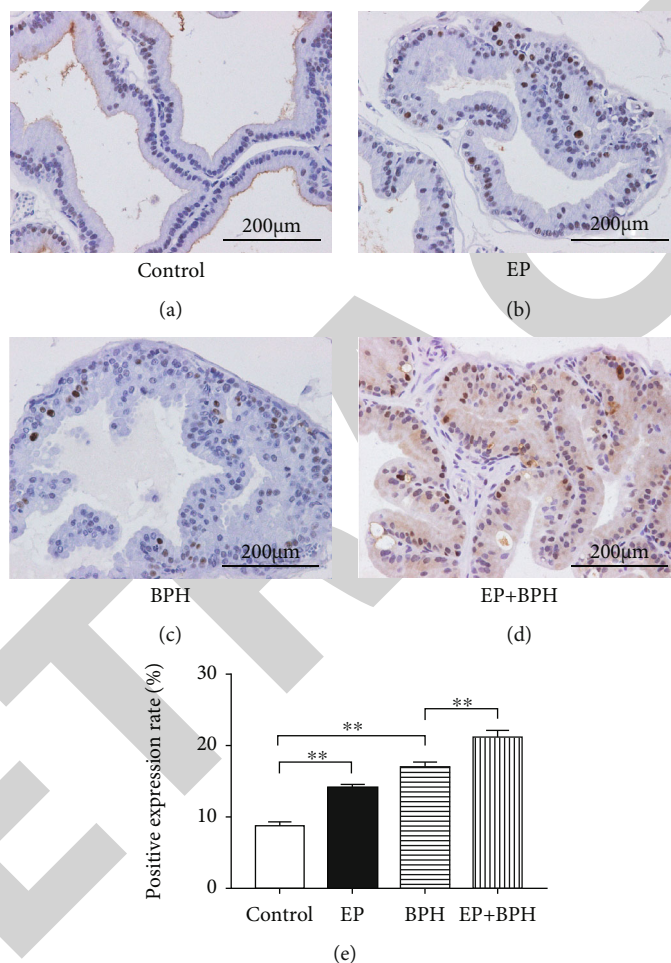 200μm
200μm
Control
EP
(a)
(b)
200μm
200μm
BPH
EP+BPH
(c)
(d)
Positive expression rate (%)
30
20
10
0
**
**
**
Control
EP
BPH
EP+BPH
(e)